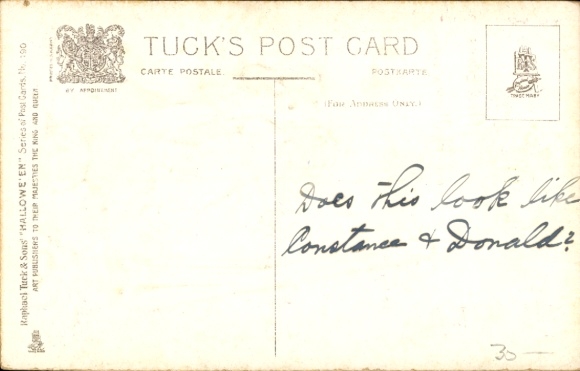 TUCK'S POST CARD
CARTE POSTALE
POSTKARTE
(FOR ADDRESS ONLY.)
BY APPOINTMENT
TRADE MARK
Raphael Tuck & Sons' "HALLOWE'EN" Series of Post Cards, No. 190
ART PUBLISHERS TO THEIR MAJESTIES THE KING AND QUEEN
Does this look like
Constance & Donald?
30 —